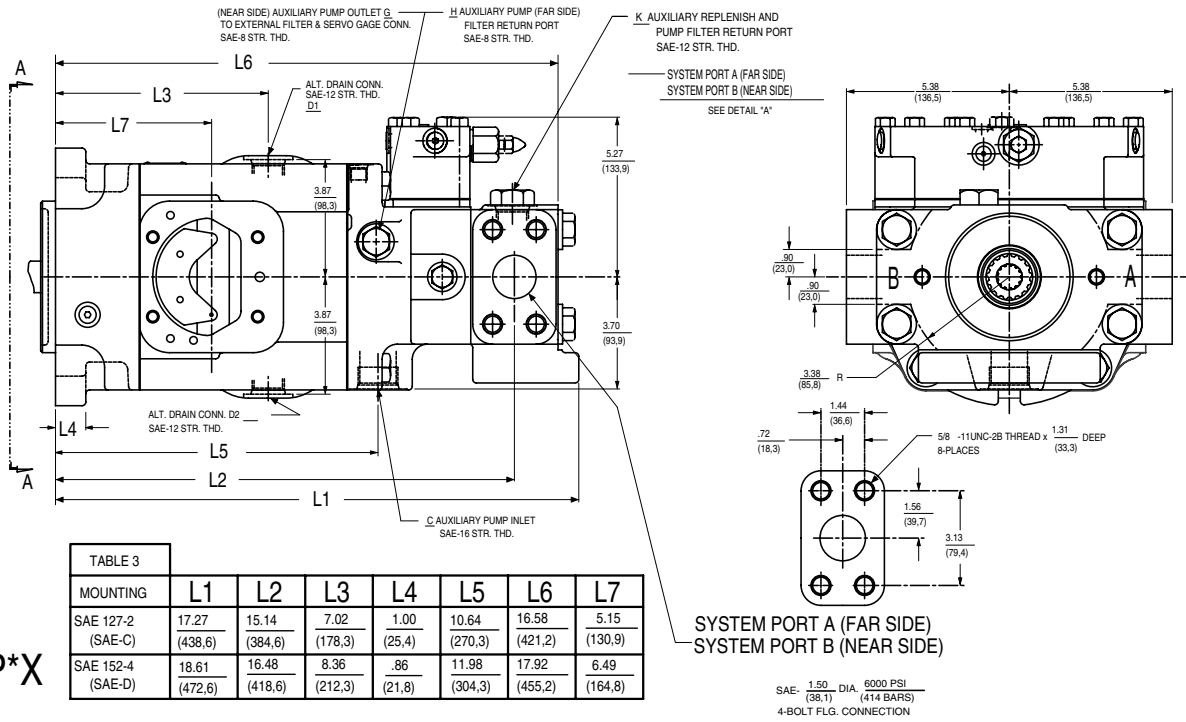 (NEAR SIDE) AUXILIARY PUMP OUTLET G
TO EXTERNAL FILTER & SERVO GAGE CONN.
SAE-8 STR. THD.
H AUXILIARY PUMP (FAR SIDE)
FILTER RETURN PORT
SAE-8 STR. THD.
K AUXILIARY REPLENISH AND
PUMP FILTER RETURN PORT
SAE-12 STR. THD.
SYSTEM PORT A (FAR SIDE)
SYSTEM PORT B (NEAR SIDE)
SEE DETAIL "A"
A
L6
L3
L7
ALT. DRAIN CONN.
SAE-12 STR. THD.
D1
5.38
(136,5)
5.38
(136,5)
5.27
(133,9)
3.87
(98,3)
3.87
(98,3)
3.70
(93,9)
.90
(23,0)
.90
(23,0)
B
A
3.38
(85,8)
R
ALT. DRAIN CONN. D2
SAE-12 STR. THD.
L4
L5
L2
L1
A
C AUXILIARY PUMP INLET
SAE-16 STR. THD.
1.44
(36,6)
.72
(18,3)
5/8 -11UNC-2B THREAD x 1.31 (33,3) DEEP
8-PLACES
1.56
(39,7)
3.13
(79,4)
SYSTEM PORT A (FAR SIDE)
SYSTEM PORT B (NEAR SIDE)
SAE- 1.50 (38,1) DIA. 6000 PSI (414 BARS)
4-BOLT FLG. CONNECTION
TABLE 3
MOUNTING L1 L2 L3 L4 L5 L6 L7
SAE 127-2 17.27 15.14 7.02 1.00 10.64 16.58 5.15
(SAE-C) (438,6) (384,6) (178,3) (25,4) (270,3) (421,2) (130,9)
SAE 152-4 18.61 16.48 8.36 .86 11.98 17.92 6.49
(SAE-D) (472,6) (418,6) (212,3) (21,8) (304,3) (455,2) (164,8)
*X